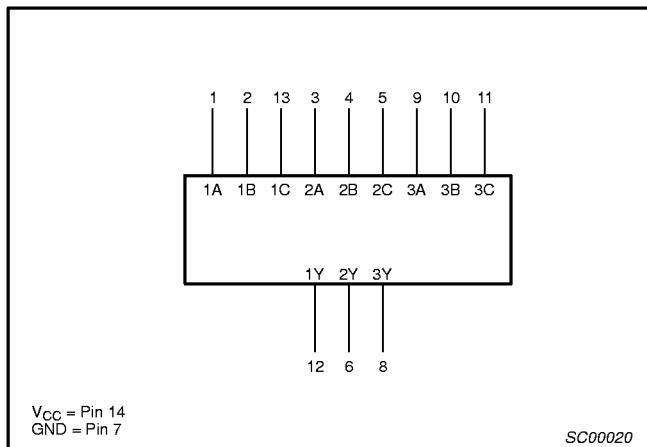 1 2 13 3 4 5 9 10 11
1A 1B 1C 2A 2B 2C 3A 3B 3C
1Y 2Y 3Y
12 6 8
VCC = Pin 14
GND = Pin 7
SC00020